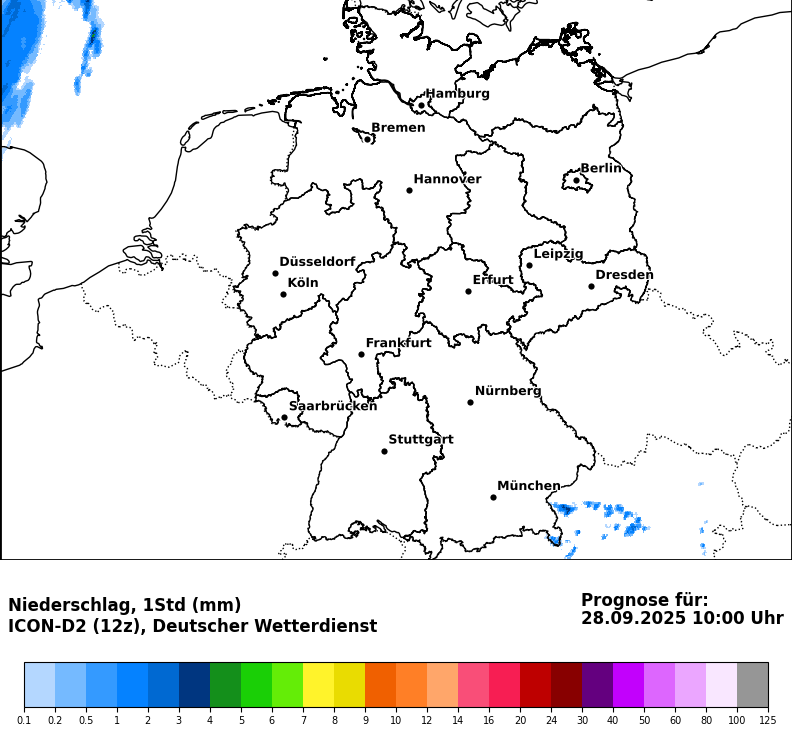 Hamburg
Bremen
Berlin
Hannover
Leipzig
Düsseldorf
Dresden
Köln
Erfurt
Frankfurt
Nürnberg
Saarbrücken
Stuttgart
München
Niederschlag, 1Std (mm)
ICON-D2 (12z), Deutscher Wetterdienst
Prognose für:
28.09.2025 10:00 Uhr
0.1 0.2 0.5 1 2 3 4 5 6 7 8 9 10 12 14 16 20 24 30 40 50 60 80 100 125